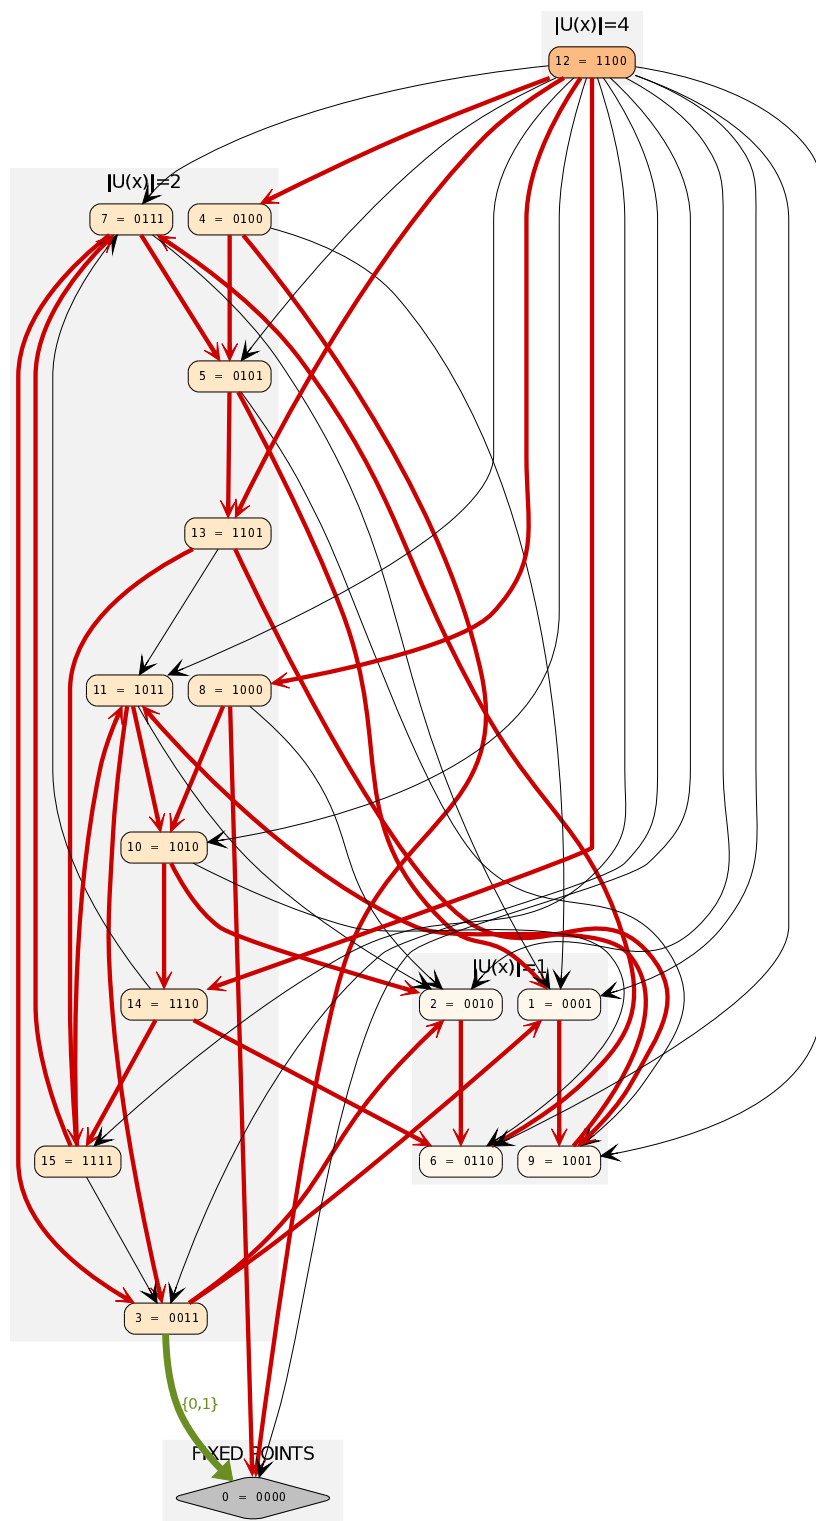 |U(x)|=4
12 = 1100
|U(x)|=2
7 = 0111
4 = 0100
5 = 0101
13 = 1101
11 = 1011
8 = 1000
10 = 1010
|U(x)|=1
14 = 1110
2 = 0010
1 = 0001
15 = 1111
6 = 0110
9 = 1001
3 = 0011
{0,1}
FIXED POINTS
0 = 0000